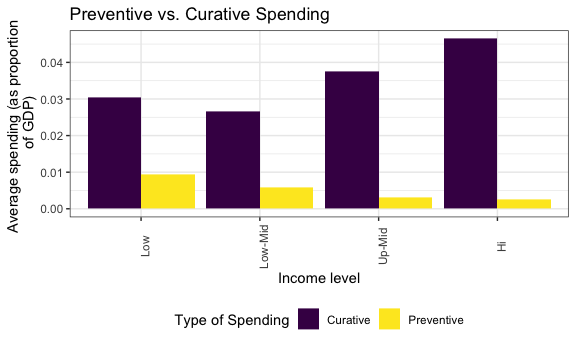 Preventive vs. Curative Spending
Average spending (as proportion
of GDP)
0.04
0.03
0.02
0.01
0.00
Low
Low-Mid
Up-Mid
Hi
Income level
Type of Spending Curative Preventive